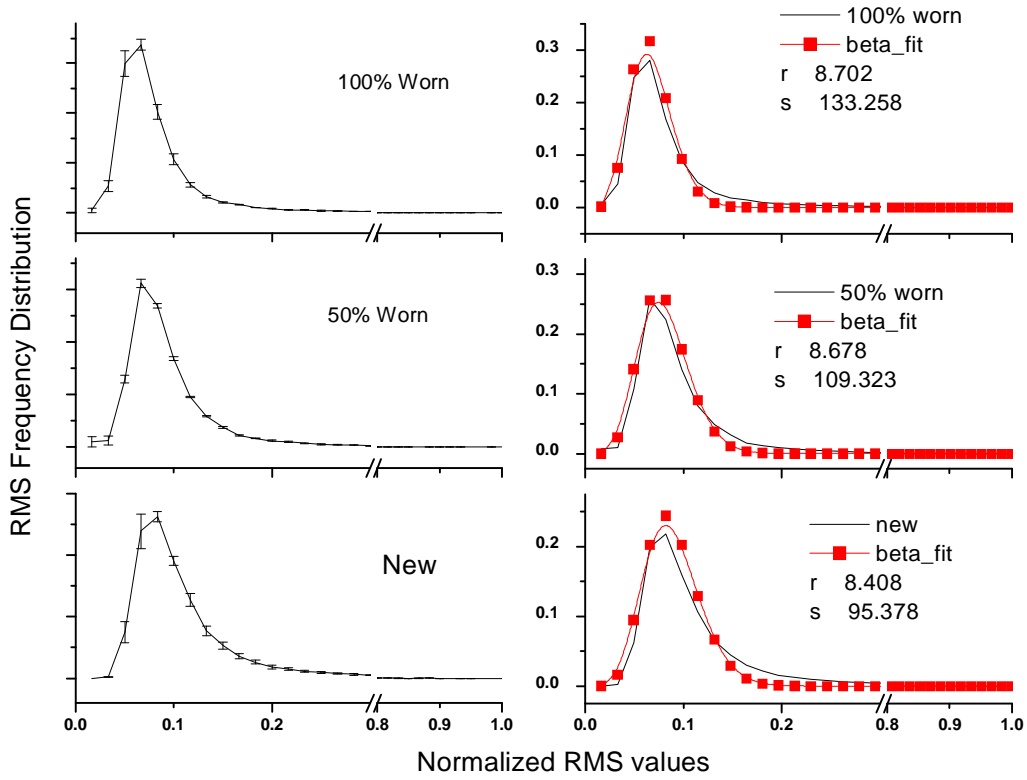 RMS Frequency Distribution
100% Worn
50% Worn
New
0.0 0.1 0.2 0.8 0.9 1.0
0.3
0.2
0.1
0.0
100% worn
beta_fit
r 8.702
s 133.258
0.3
0.2
0.1
0.0
50% worn
beta_fit
r 8.678
s 109.323
0.2
0.1
0.0
new
beta_fit
r 8.408
s 95.378
0.0 0.1 0.2 0.8 0.9 1.0
Normalized RMS values